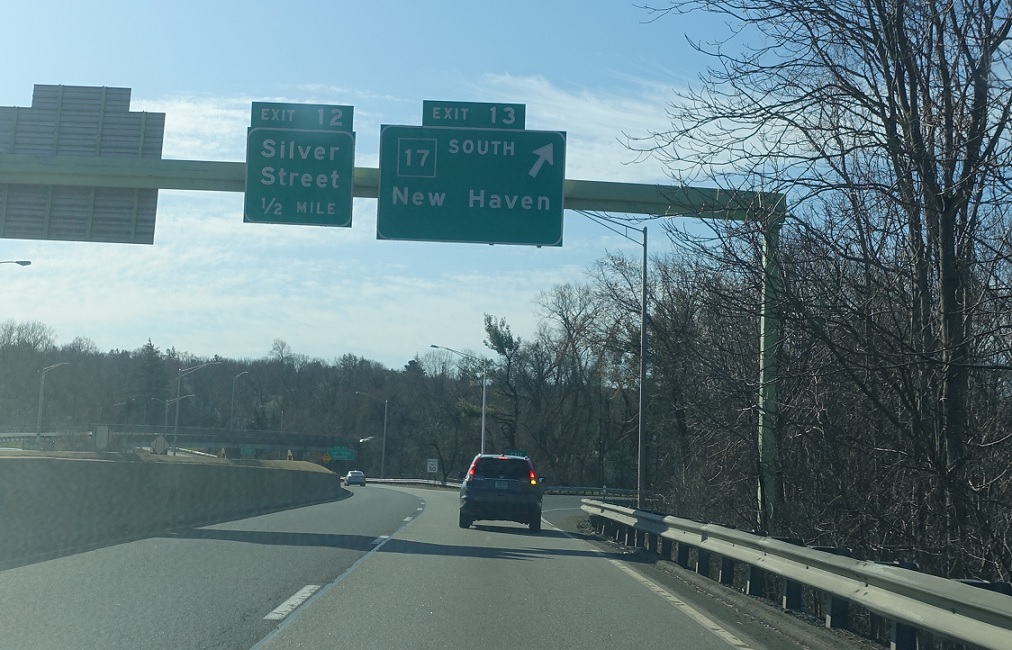 EXIT 12
Silver
Street
1/2 MILE
EXIT 13
17 SOUTH
New Haven